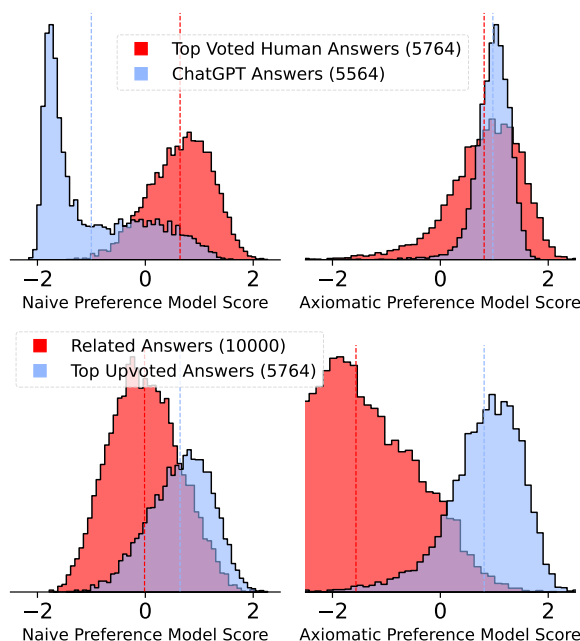 Top Voted Human Answers (5764)
ChatGPT Answers (5564)
−2 0 2
Naive Preference Model Score
−2 0 2
Axiomatic Preference Model Score
Related Answers (10000)
Top Upvoted Answers (5764)
−2 0 2
Naive Preference Model Score
−2 0 2
Axiomatic Preference Model Score